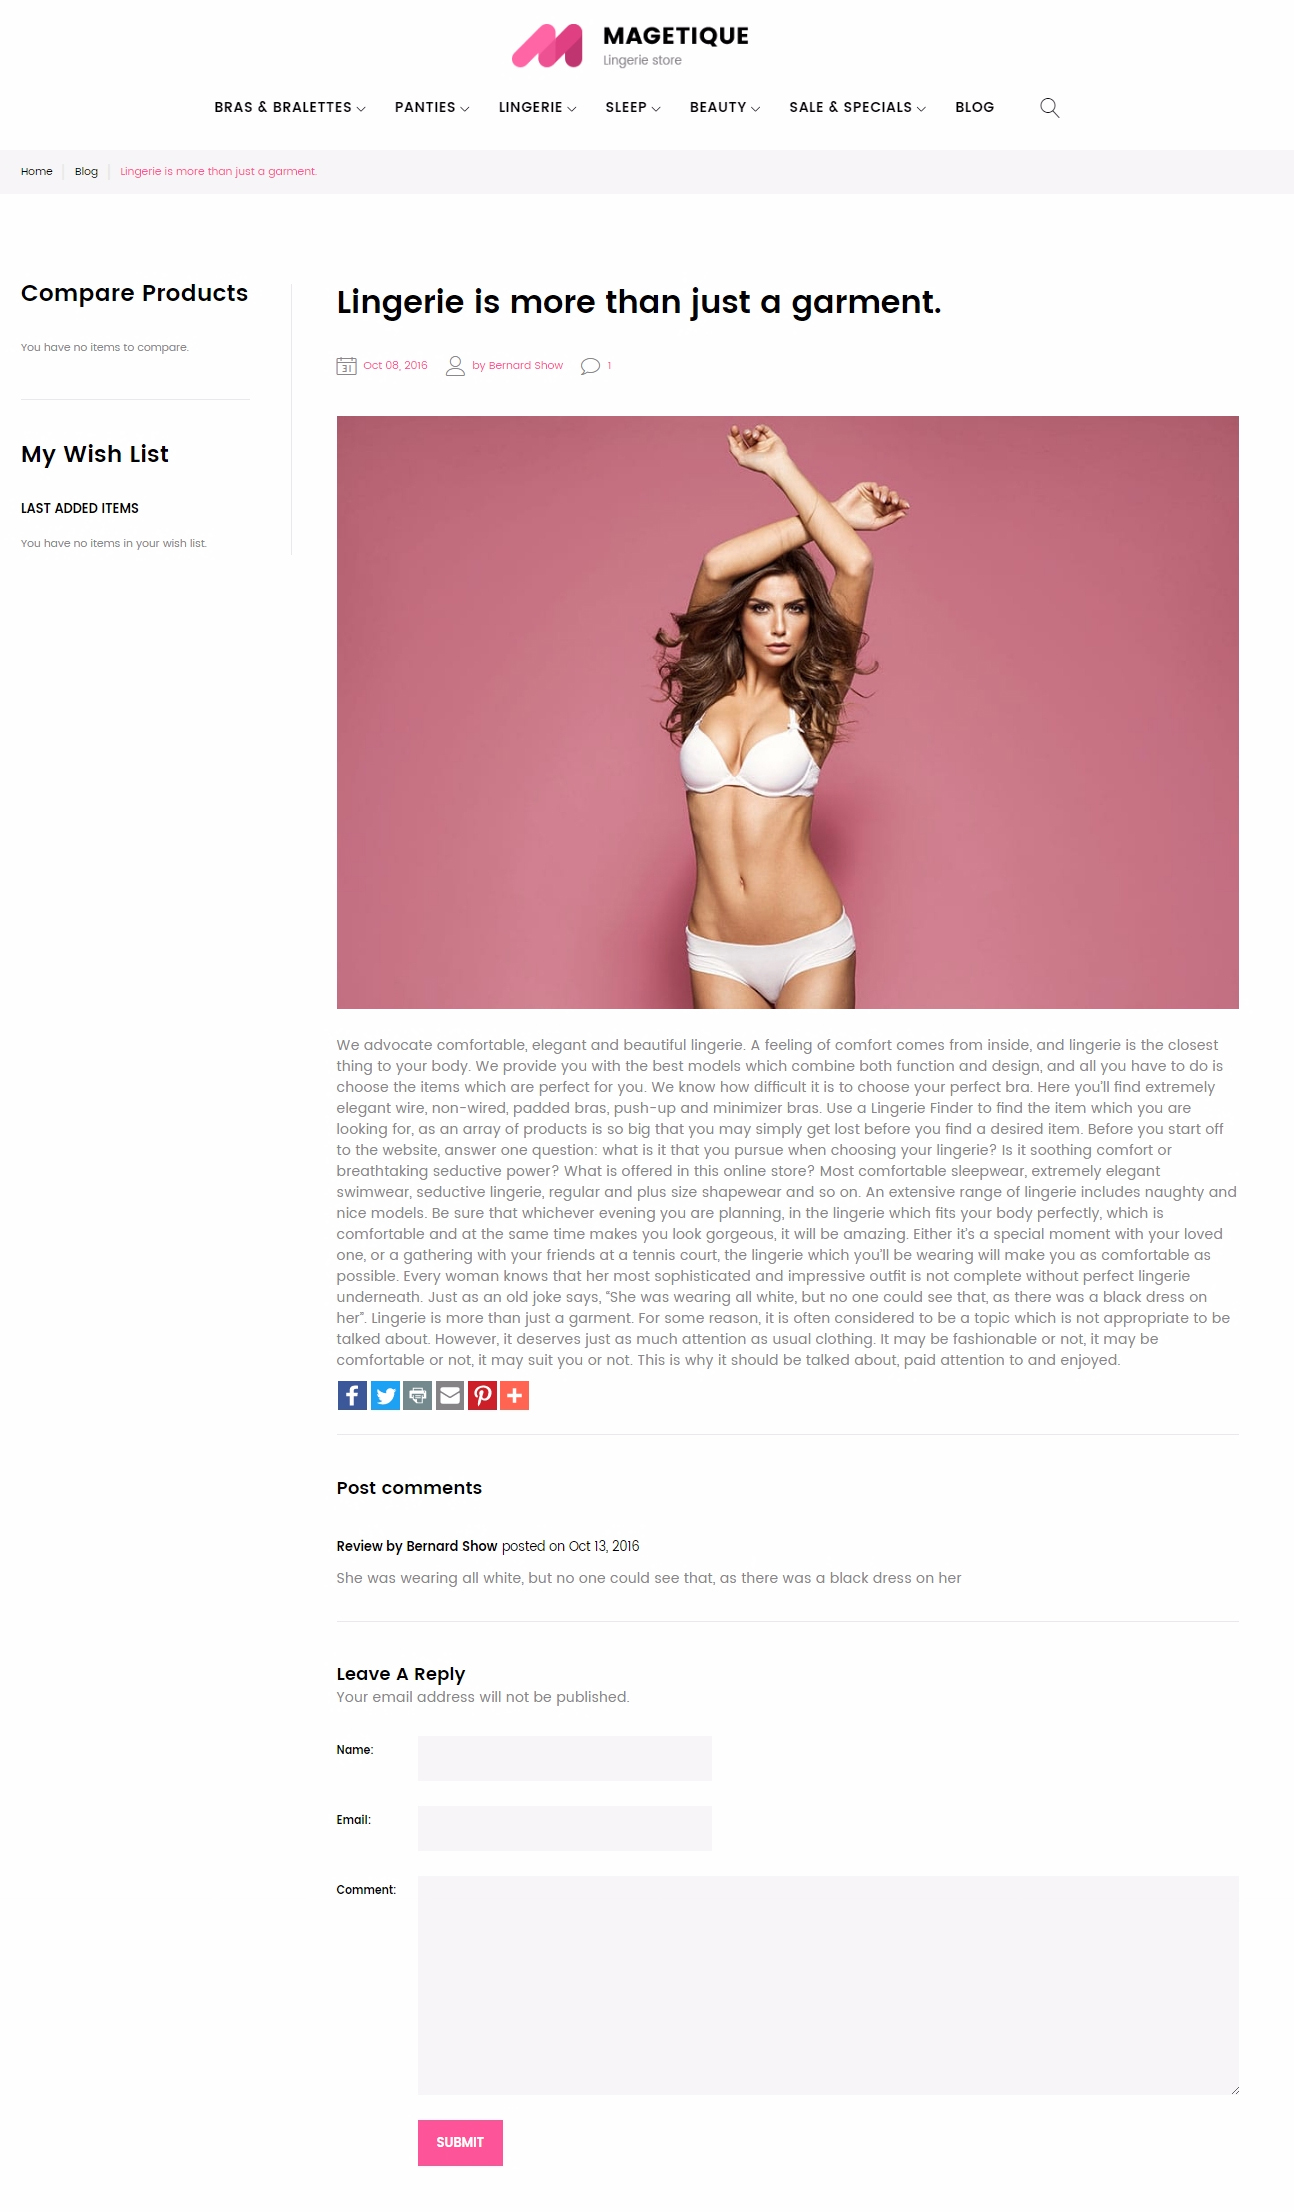 MAGETIQUE
Lingerie store
BRAS & BRALETTES
PANTIES
LINGERIE
SLEEP
BEAUTY
SALE & SPECIALS
BLOG
Home
Blog
Lingerie is more than just a garment.
Compare Products
You have no items to compare.
My Wish List
LAST ADDED ITEMS
You have no items in your wish list.
Lingerie is more than just a garment.
31
Oct 08, 2016
by Bernard Show
1
We advocate comfortable, elegant and beautiful lingerie. A feeling of comfort comes from inside, and lingerie is the closest
thing to your body. We provide you with the best models which combine both function and design, and all you have to do is
choose the items which are perfect for you. We know how difficult it is to choose your perfect bra. Here you'll find extremely
elegant wire, non-wired, padded bras, push-up and minimizer bras. Use a Lingerie Finder to find the item which you are
looking for, as an array of products is so big that you may simply get lost before you find a desired item. Before you start off
to the website, answer one question: what is it that you pursue when choosing your lingerie? Is it soothing comfort or
breathtaking seductive power? What is offered in this online store? Most comfortable sleepwear, extremely elegant
swimwear, seductive lingerie, regular and plus size shapewear and so on. An extensive range of lingerie includes naughty and
nice models. Be sure that whichever evening you are planning, in the lingerie which fits your body perfectly, which is
comfortable and at the same time makes you look gorgeous, it will be amazing. Either it's a special moment with your loved
one, or a gathering with your friends at a tennis court, the lingerie which you'll be wearing will make you as comfortable as
possible. Every woman knows that her most sophisticated and impressive outfit is not complete without perfect lingerie
underneath. Just as an old joke says, “She was wearing all white, but no one could see that, as there was a black dress on
her”. Lingerie is more than just a garment. For some reason, it is often considered to be a topic which is not appropriate to be
talked about. However, it deserves just as much attention as usual clothing. It may be fashionable or not, it may be
comfortable or not, it may suit you or not. This is why it should be talked about, paid attention to and enjoyed.
Post comments
Review by Bernard Show posted on Oct 13, 2016
She was wearing all white, but no one could see that, as there was a black dress on her
Leave A Reply
Your email address will not be published.
Name:
Email:
Comment:
SUBMIT